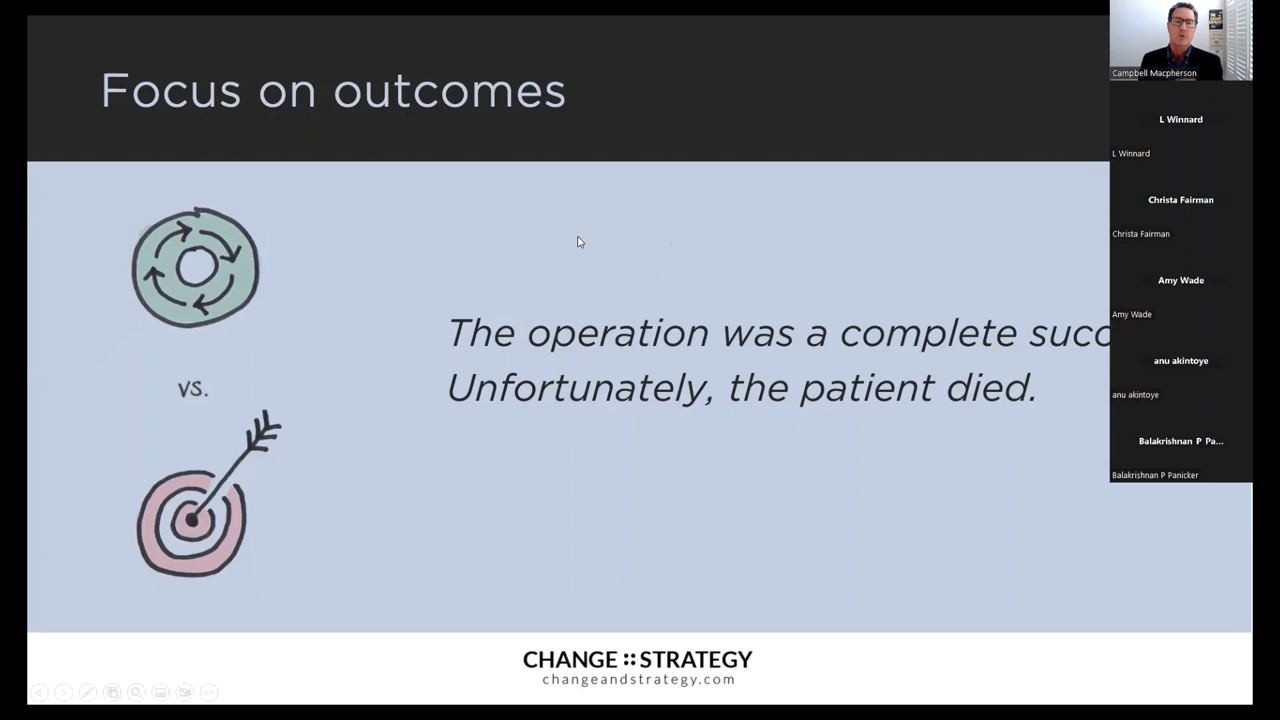 Focus on outcomes
vs.
The operation was a complete succ
Unfortunately, the patient died.
CHANGE :: STRATEGY
changeandstrategy.com
Campbell Macpherson
L Winnard
L Winnard
Christa Fairman
Christa Fairman
Amy Wade
Amy Wade
anu akintoye
anu akintoye
Balakrishnan P Pa...
Balakrishnan P Panicker